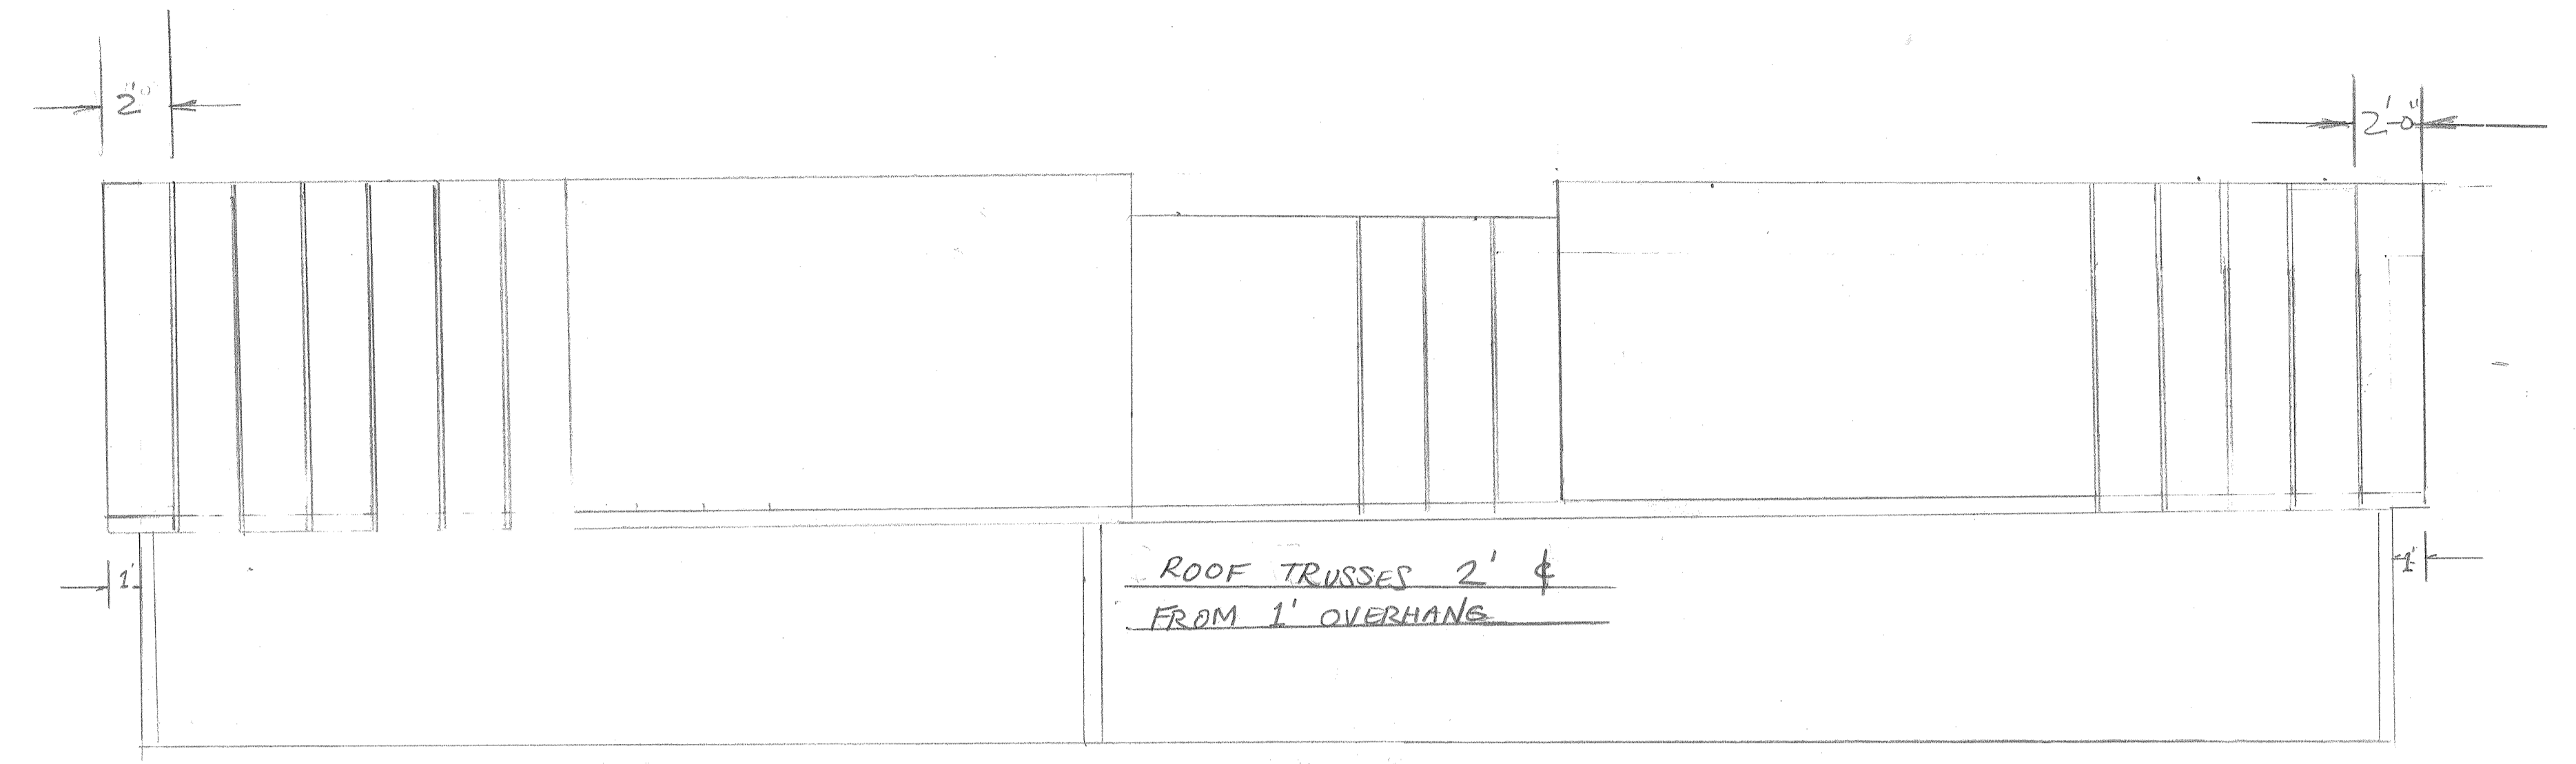 2'0"
2'-0"
1'
1'
ROOF TRUSSES 2' ⅊
FROM 1' OVERHANG